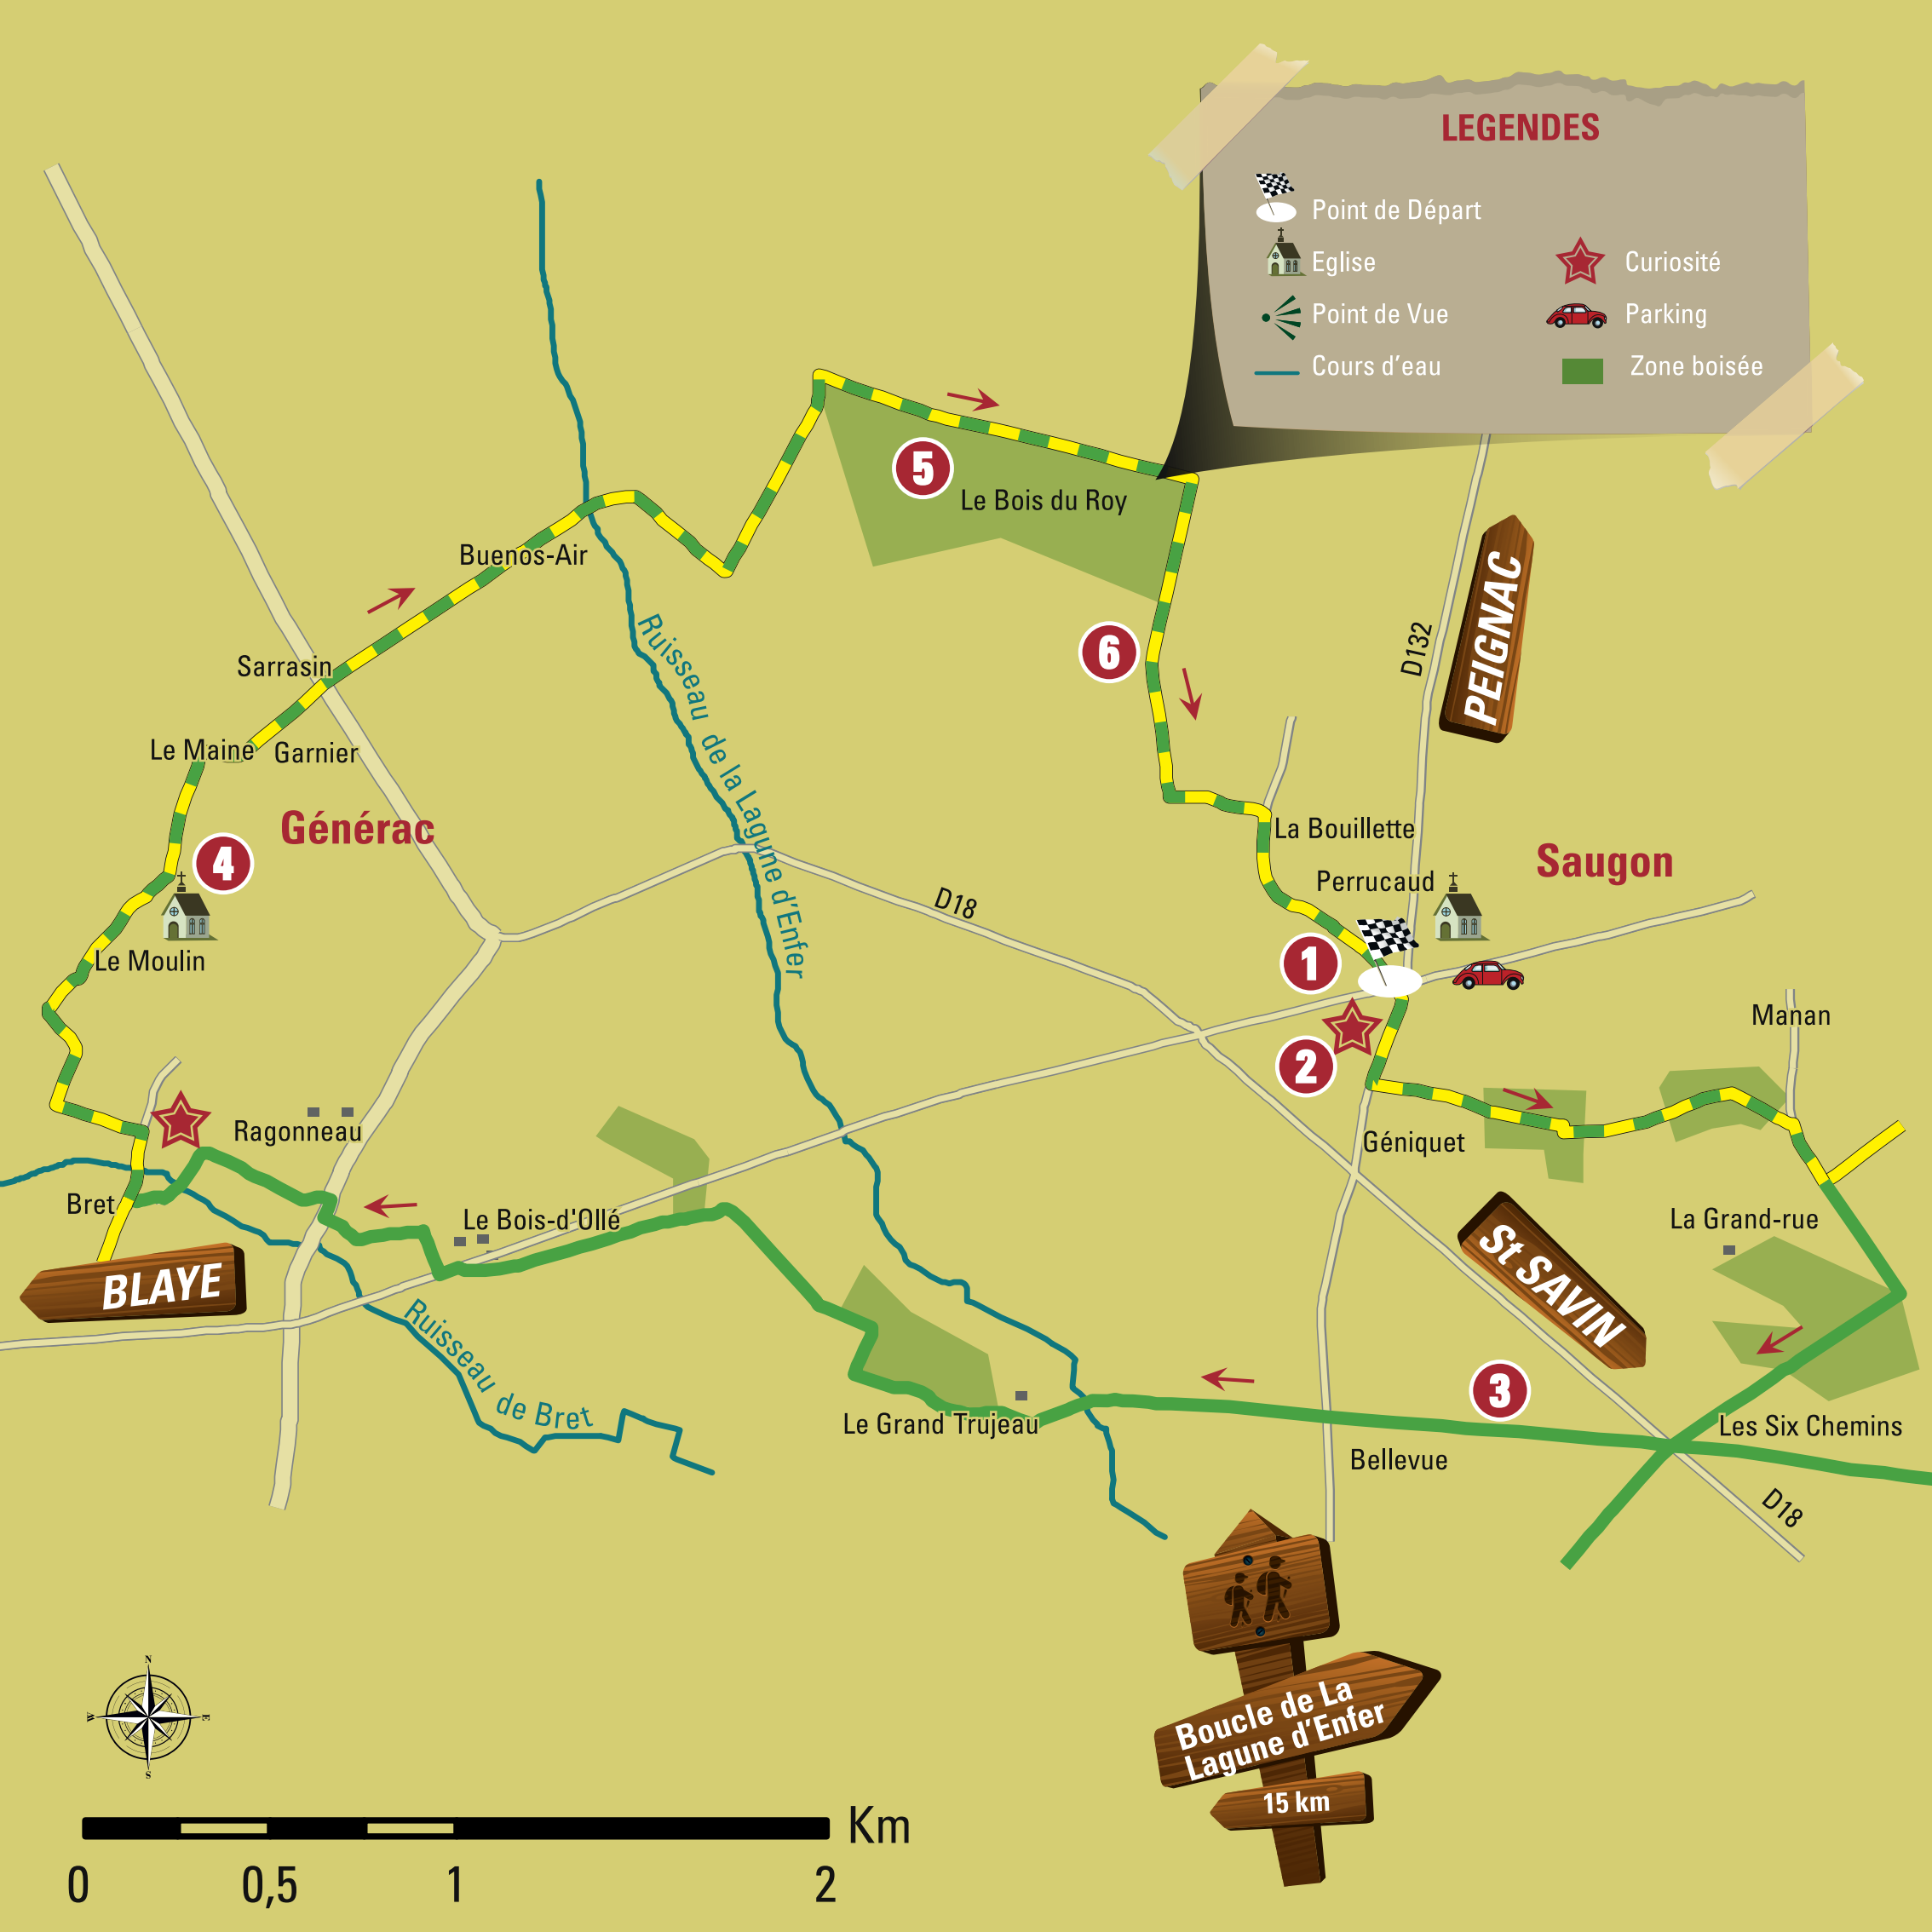 LEGENDES
Point de Départ
Eglise
Curiosité
Point de Vue
Parking
Cours d'eau
Zone boisée
5
Le Bois du Roy
Buenos-Air
PEIGNAC
D132
6
Ruisseau de la Lagune d'Enfer
Sarrasin
Le Maine
Garnier
Générac
La Bouillette
4
Saugon
Perrucaud
D18
Le Moulin
1
Manan
2
Ragonneau
Géniquet
Bret
Le Bois-d'Ollé
La Grand-rue
BLAYE
St SAVIN
Ruisseau de Bret
3
Le Grand Trujeau
Les Six Chemins
Bellevue
D18
N
W
E
S
Boucle de La
Lagune d'Enfer
15 km
Km
0
0,5
1
2